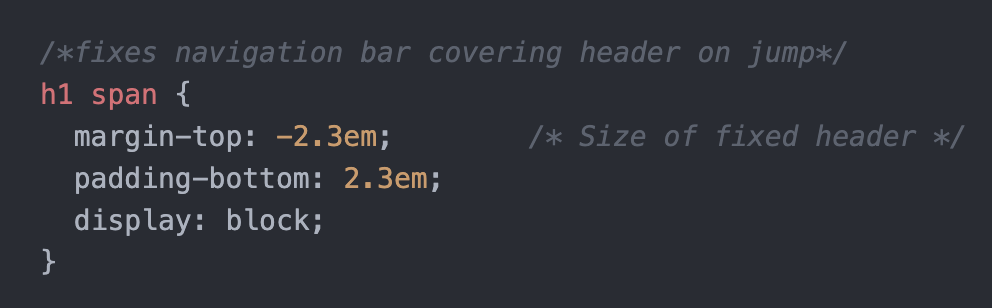 /*fixes navigation bar covering header on jump*/
h1 span {
  margin-top: -2.3em;        /* Size of fixed header */
  padding-bottom: 2.3em;
  display: block;
}